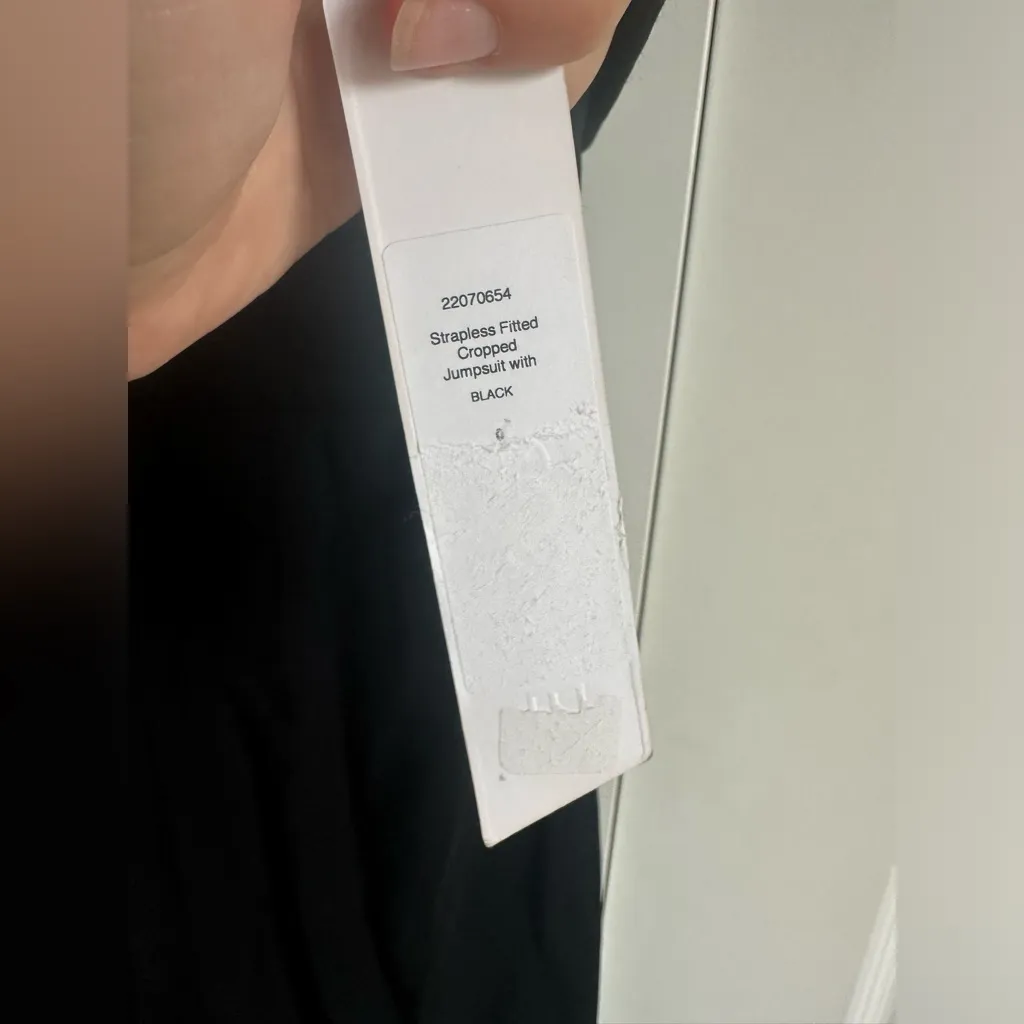 22070654
Strapless Fitted
Cropped
Jumpsuit with
BLACK